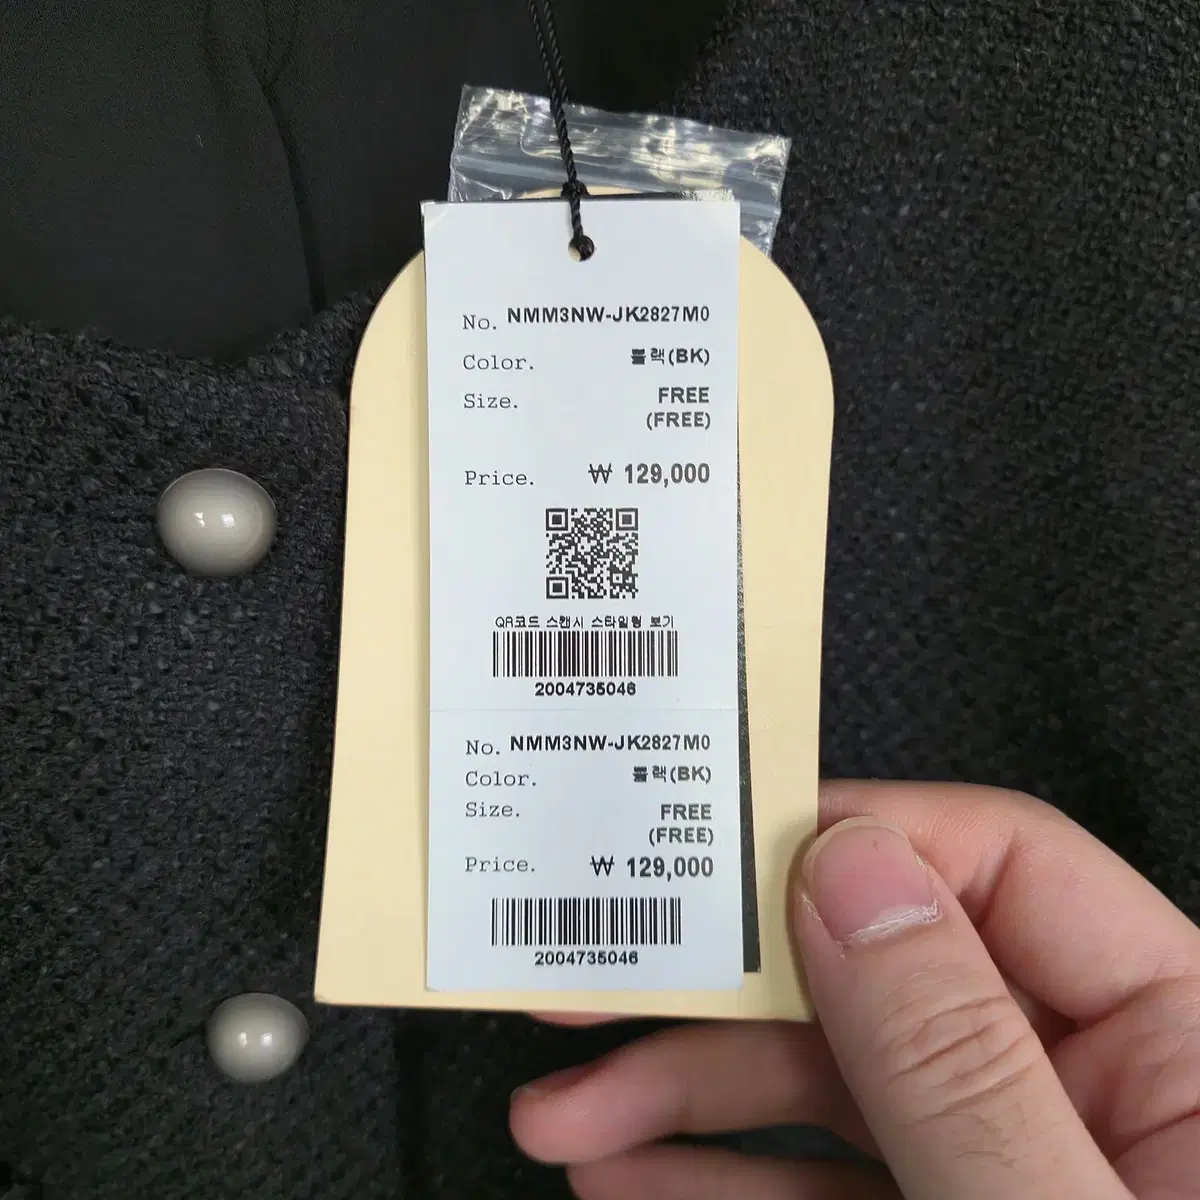 No. NMM3NW-JK2827M0
Color. 블랙(BK)
Size. FREE
(FREE)
Price. ₩ 129,000
QR코드 스캔시 스타일링 보기
2004735046
No. NMM3NW-JK2827M0
Color. 블랙(BK)
Size. FREE
(FREE)
Price. ₩ 129,000
2004735046